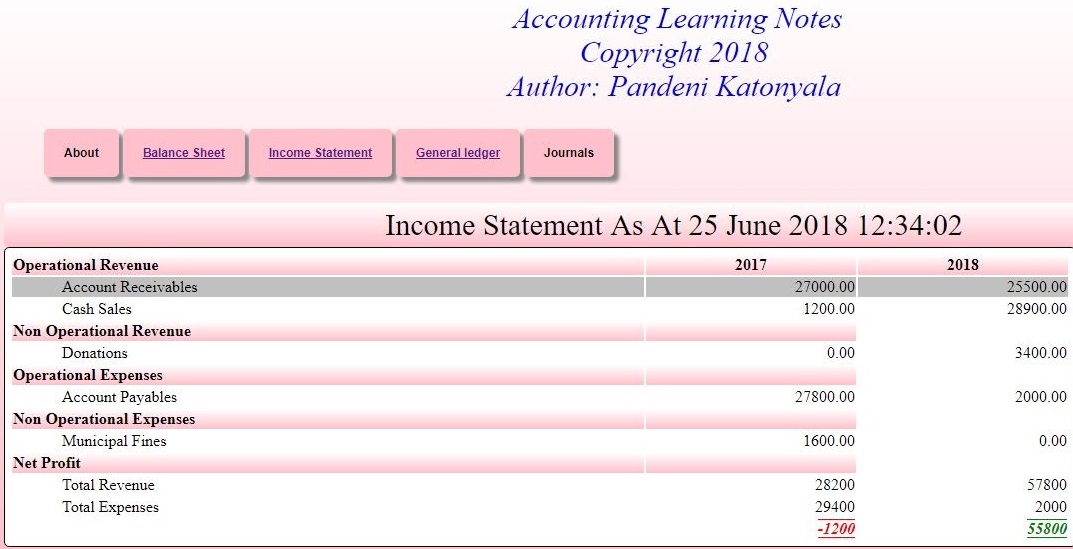 Accounting Learning Notes
Copyright 2018
Author: Pandeni Katonyala
About Balance Sheet Income Statement General ledger Journals
Income Statement As At 25 June 2018 12:34:02
Operational Revenue 2017 2018
Account Receivables 27000.00 25500.00
Cash Sales 1200.00 28900.00
Non Operational Revenue
Donations 0.00 3400.00
Operational Expenses
Account Payables 27800.00 2000.00
Non Operational Expenses
Municipal Fines 1600.00 0.00
Net Profit
Total Revenue 28200 57800
Total Expenses 29400 2000
-1200 55800